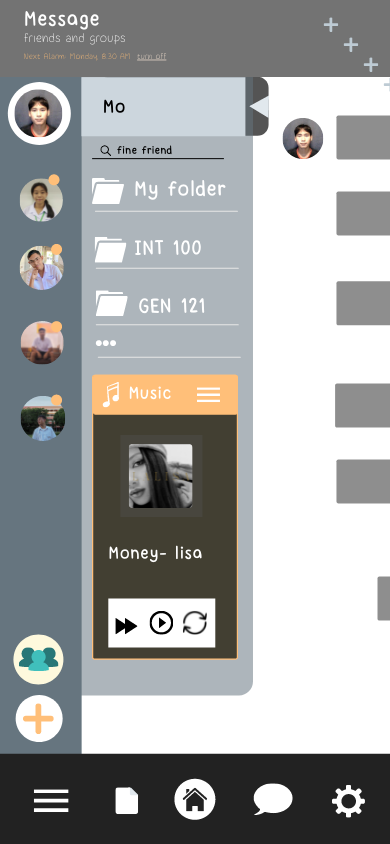 Message
friends and groups
Next Alarm: Monday, 8:30 AM turn off
Mo
fine friend
My folder
INT 100
GEN 121
Music
Money- lisa